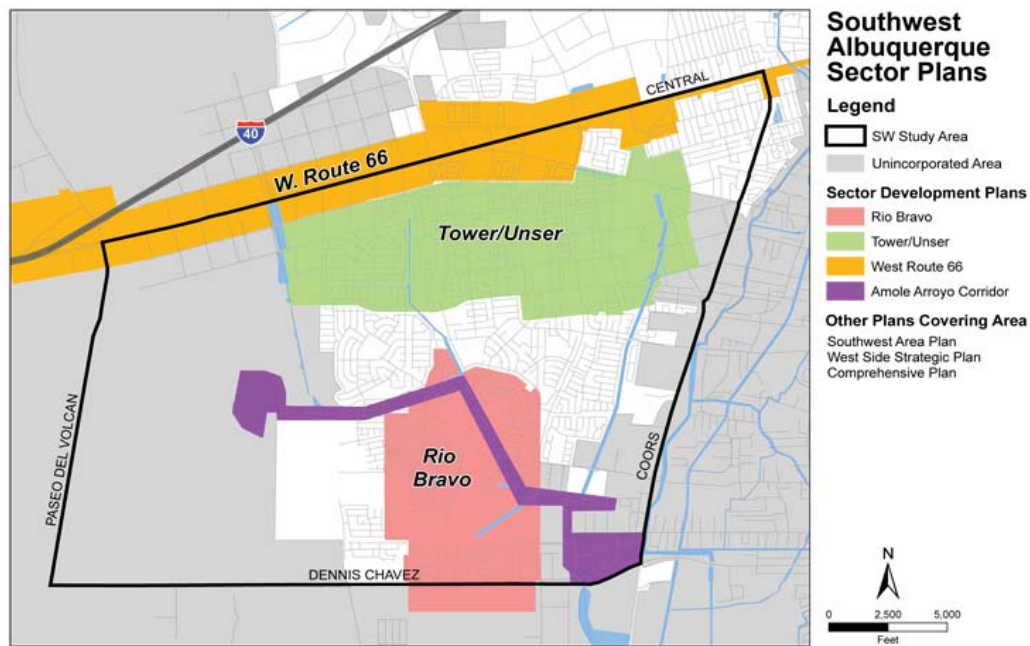 Southwest
Albuquerque
Sector Plans
Legend
SW Study Area
Unincorporated Area
Sector Development Plans
Rio Bravo
Tower/Unser
West Route 66
Amole Arroyo Corridor
Other Plans Covering Area
Southwest Area Plan
West Side Strategic Plan
Comprehensive Plan
N
0 2,500 5,000
Feet
CENTRAL
40
W. Route 66
Tower/Unser
PASEO DEL VOLCAN
COORS
Rio
Bravo
DENNIS CHAVEZ